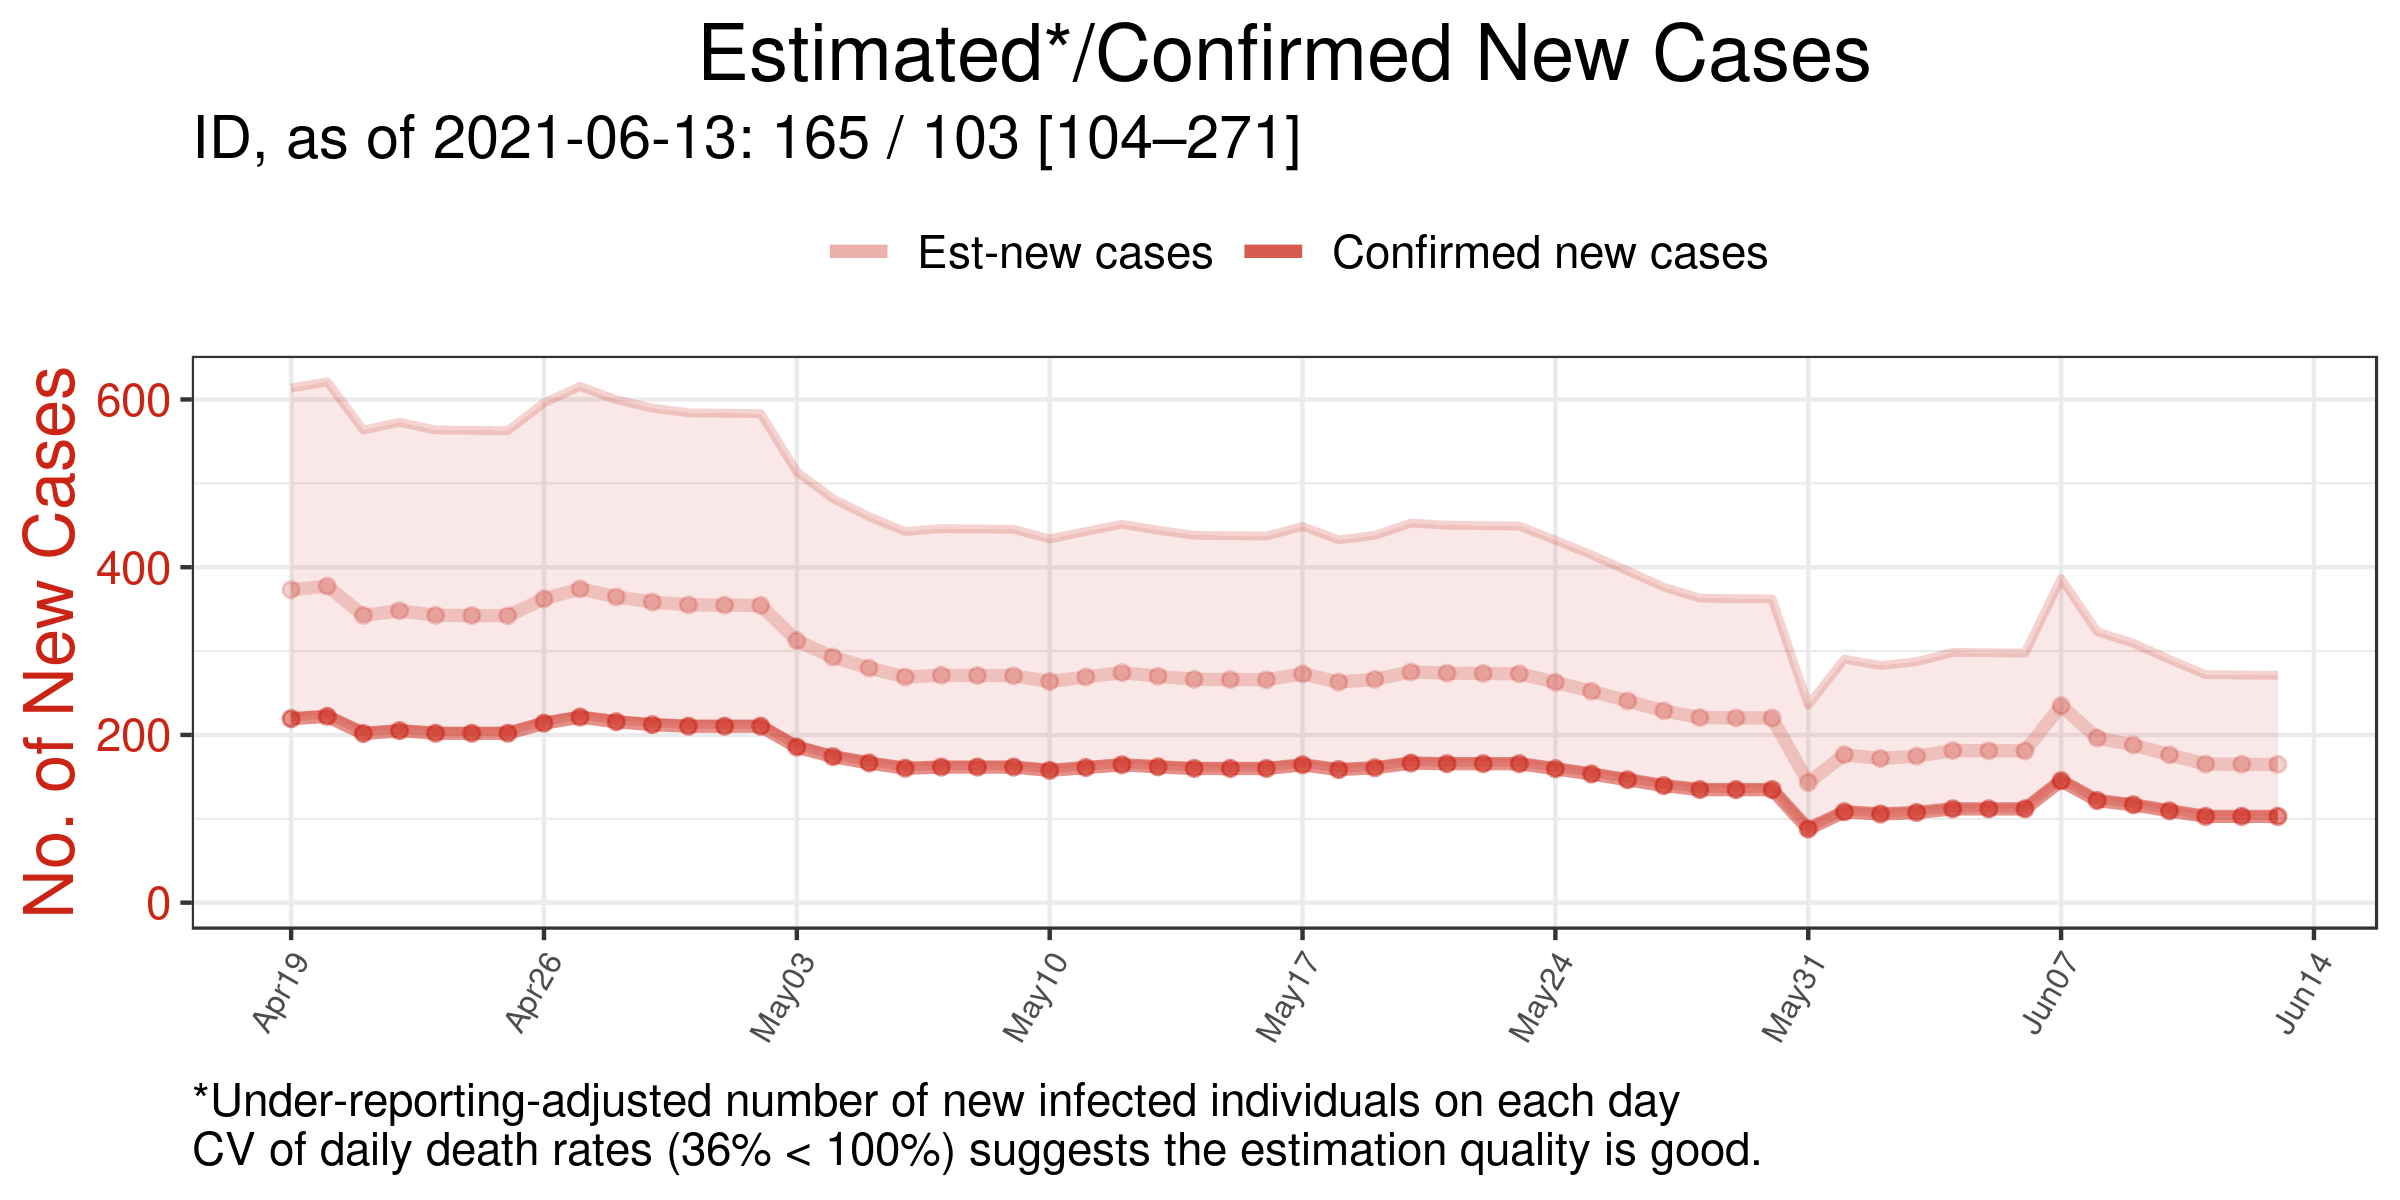 Estimated*/Confirmed New Cases
ID, as of 2021-06-13: 165 / 103 [104–271]
Est-new cases
Confirmed new cases
No. of New Cases
600
400
200
0
Apr19
Apr26
May03
May10
May17
May24
May31
Jun07
Jun14
*Under-reporting-adjusted number of new infected individuals on each day
CV of daily death rates (36% < 100%) suggests the estimation quality is good.